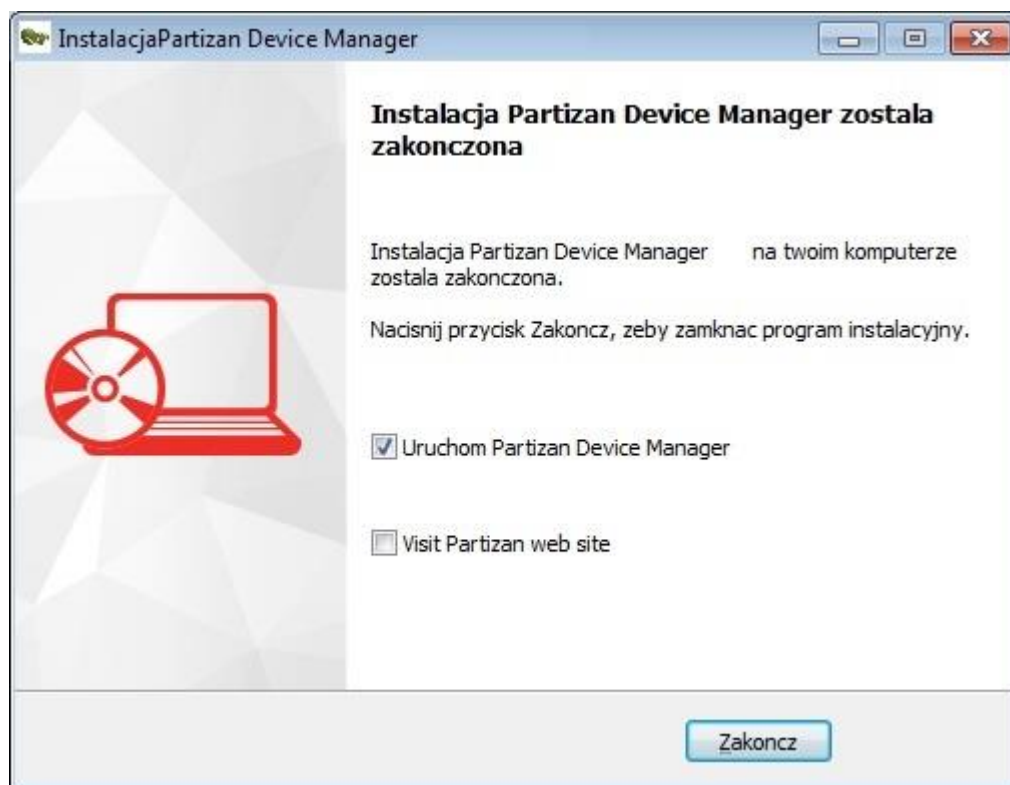 InstalacjaPartizan Device Manager
Instalacja Partizan Device Manager zostala
zakonczona
Instalacja Partizan Device Manager na twoim komputerze
zostala zakonczona.
Nacisnij przycisk Zakoncz, zeby zamknac program instalacyjny.
Uruchom Partizan Device Manager
Visit Partizan web site
Zakoncz